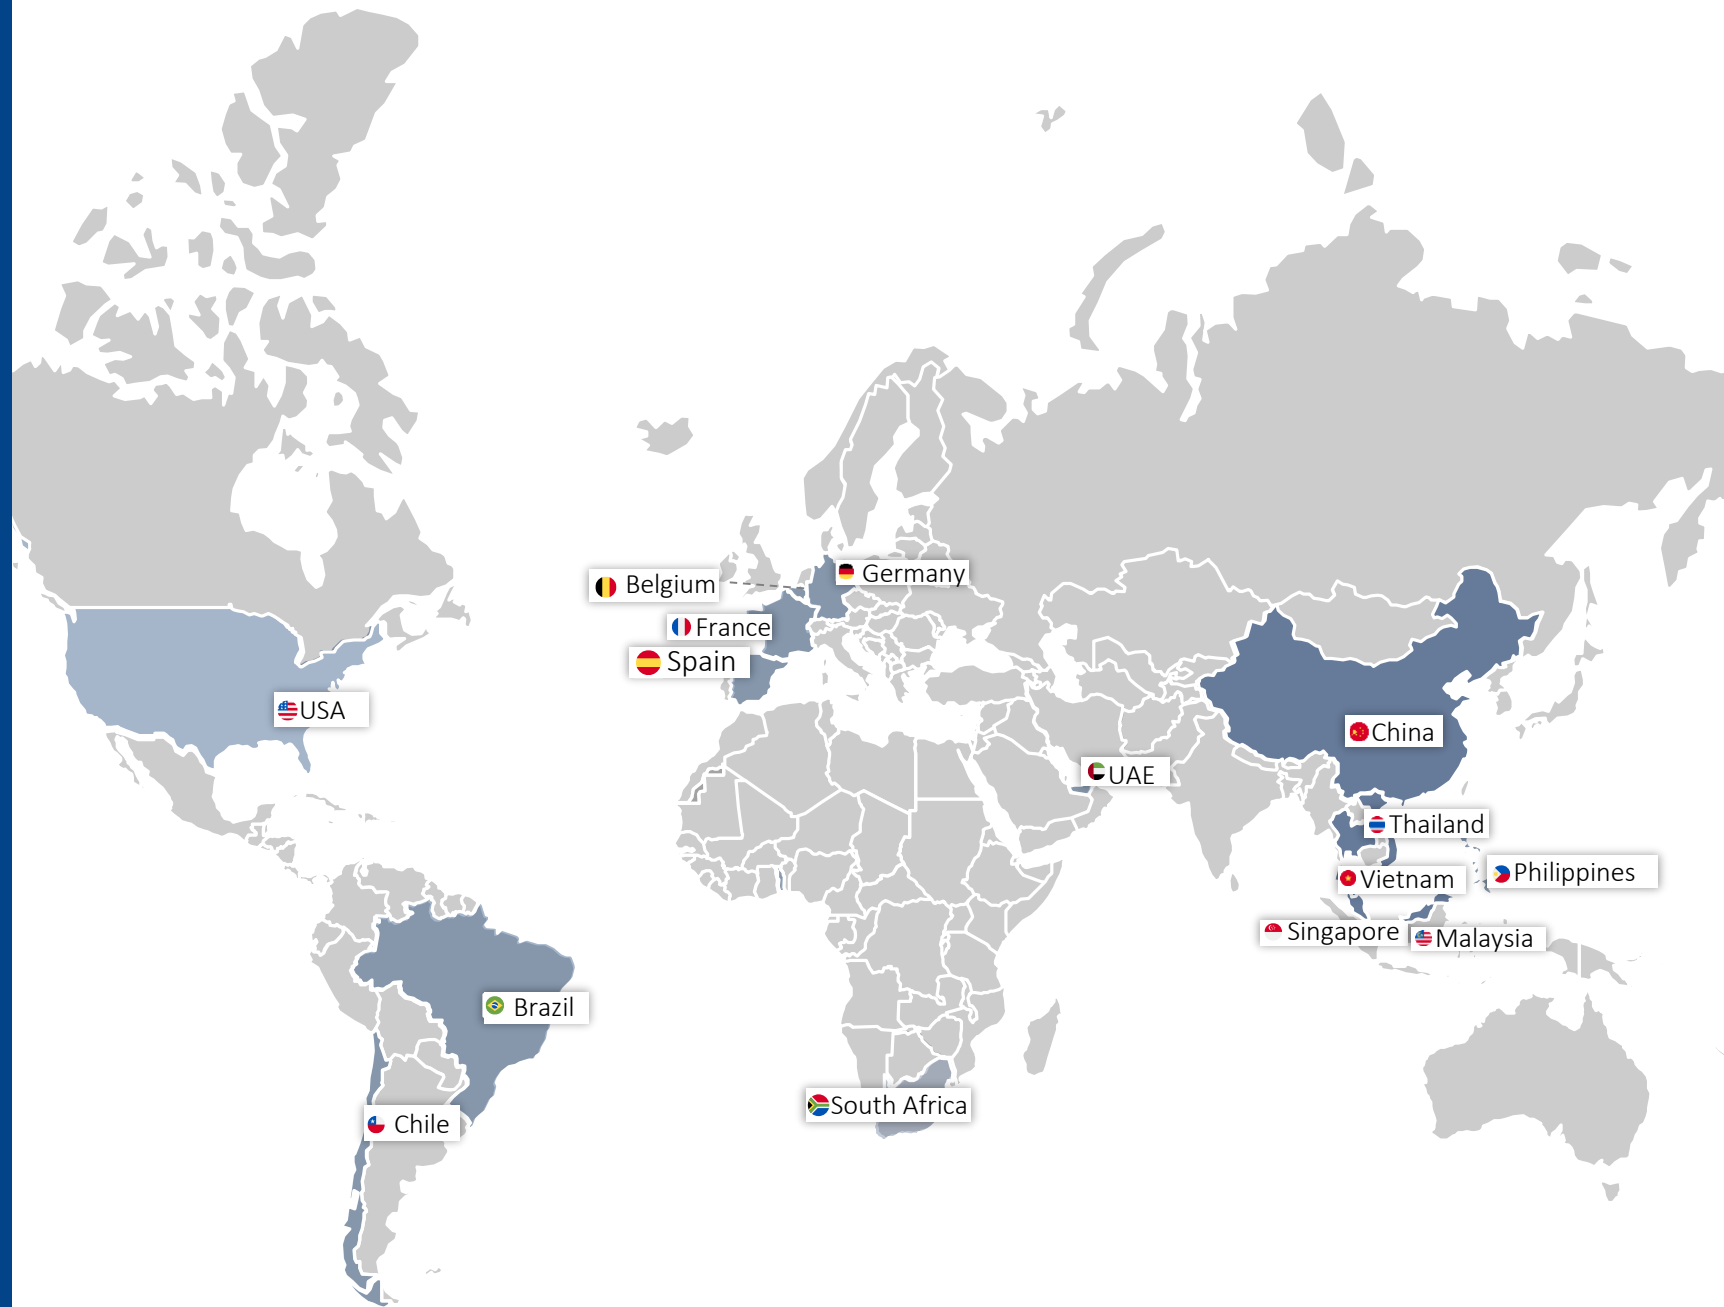 Germany
Belgium
France
Spain
USA
China
UAE
Thailand
Philippines
Vietnam
Singapore
Malaysia
Brazil
South Africa
Chile